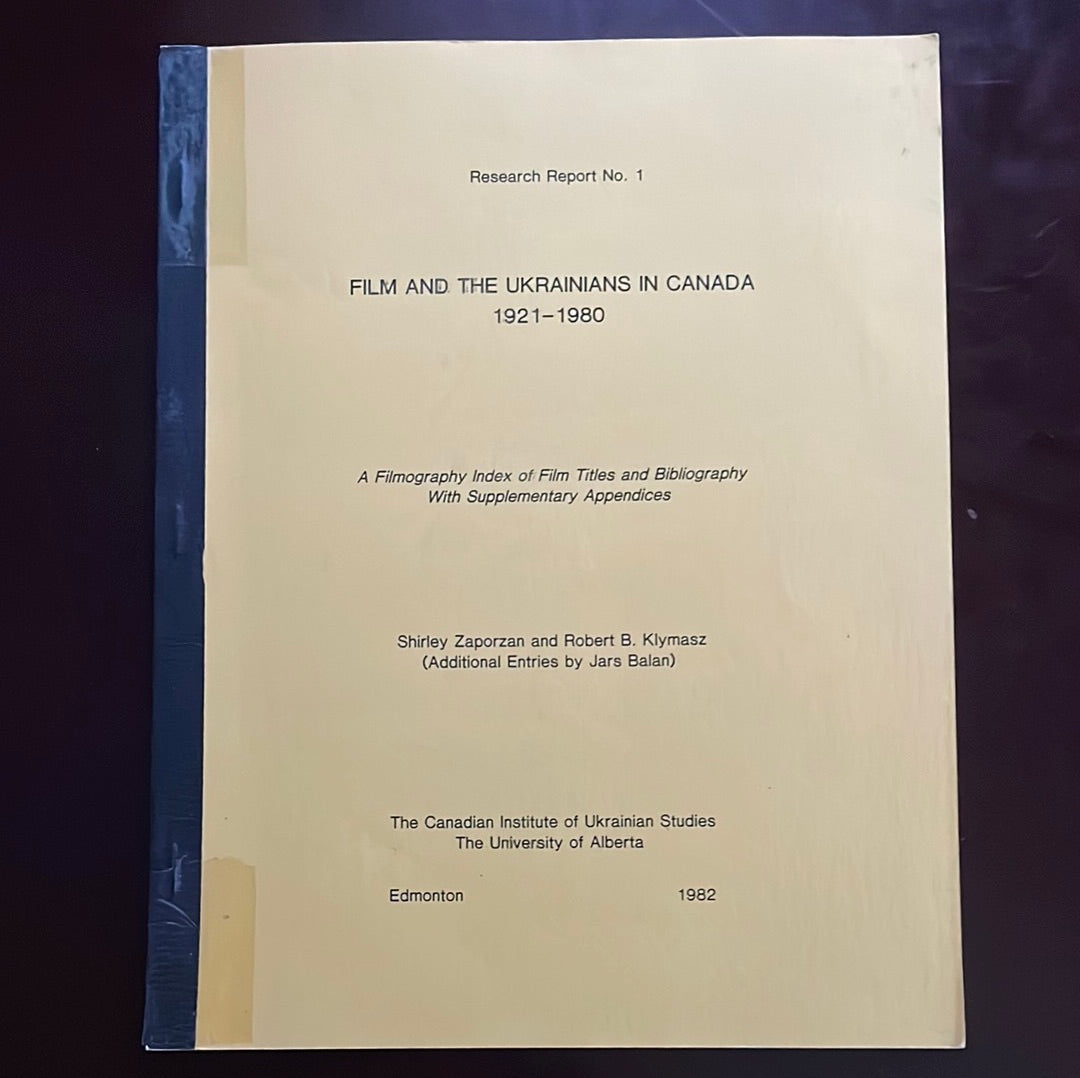 Research Report No. 1
FILM AND THE UKRAINIANS IN CANADA
1921–1980
A Filmography Index of Film Titles and Bibliography
With Supplementary Appendices
Shirley Zaporzan and Robert B. Klymasz
(Additional Entries by Jars Balan)
The Canadian Institute of Ukrainian Studies
The University of Alberta
Edmonton 1982